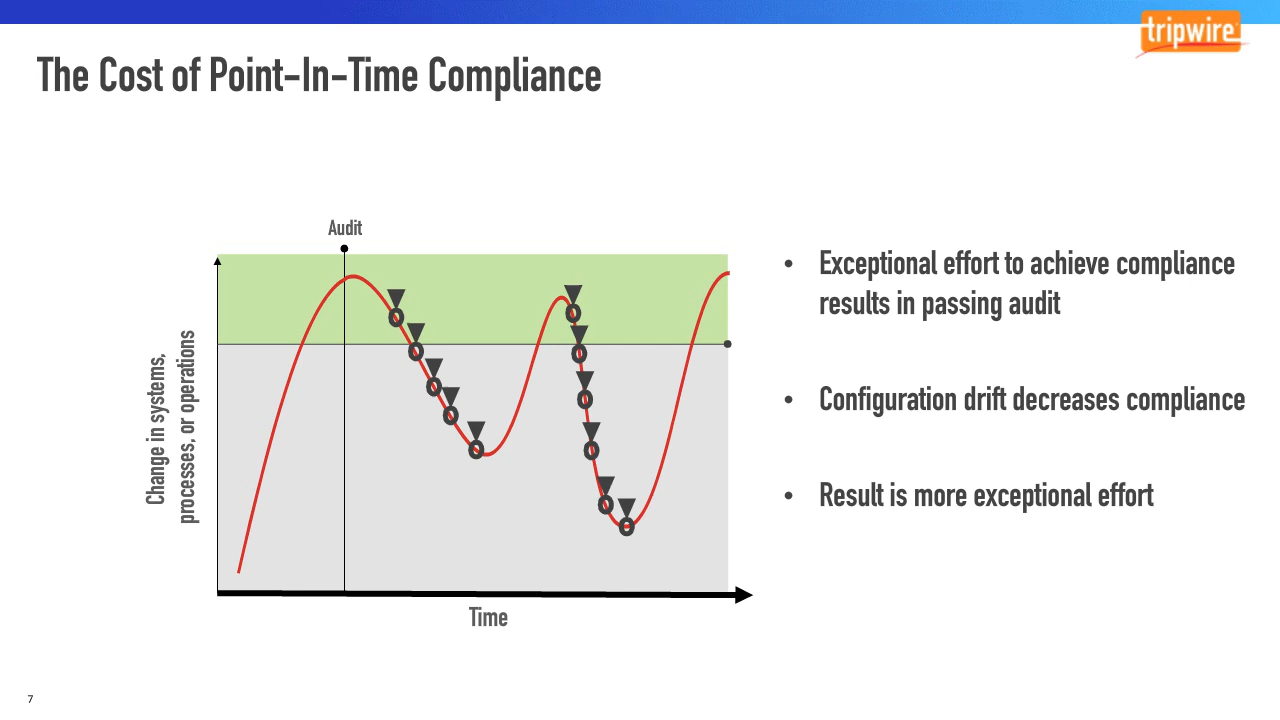 tripwire
The Cost of Point-In-Time Compliance
Audit
Change in systems,
processes, or operations
Time
• Exceptional effort to achieve compliance
results in passing audit
• Configuration drift decreases compliance
• Result is more exceptional effort
7